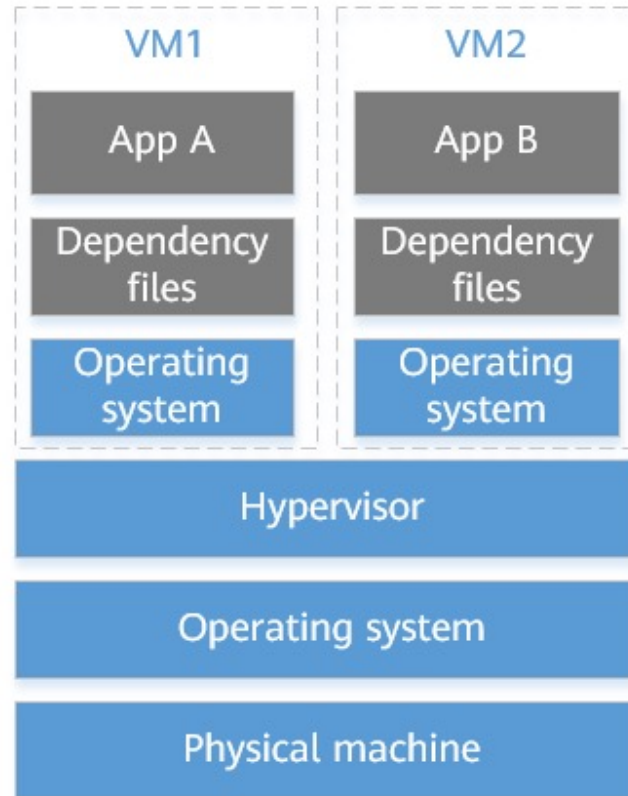 VM1
VM2
App A
App B
Dependency
files
Dependency
files
Operating
system
Operating
system
Hypervisor
Operating system
Physical machine